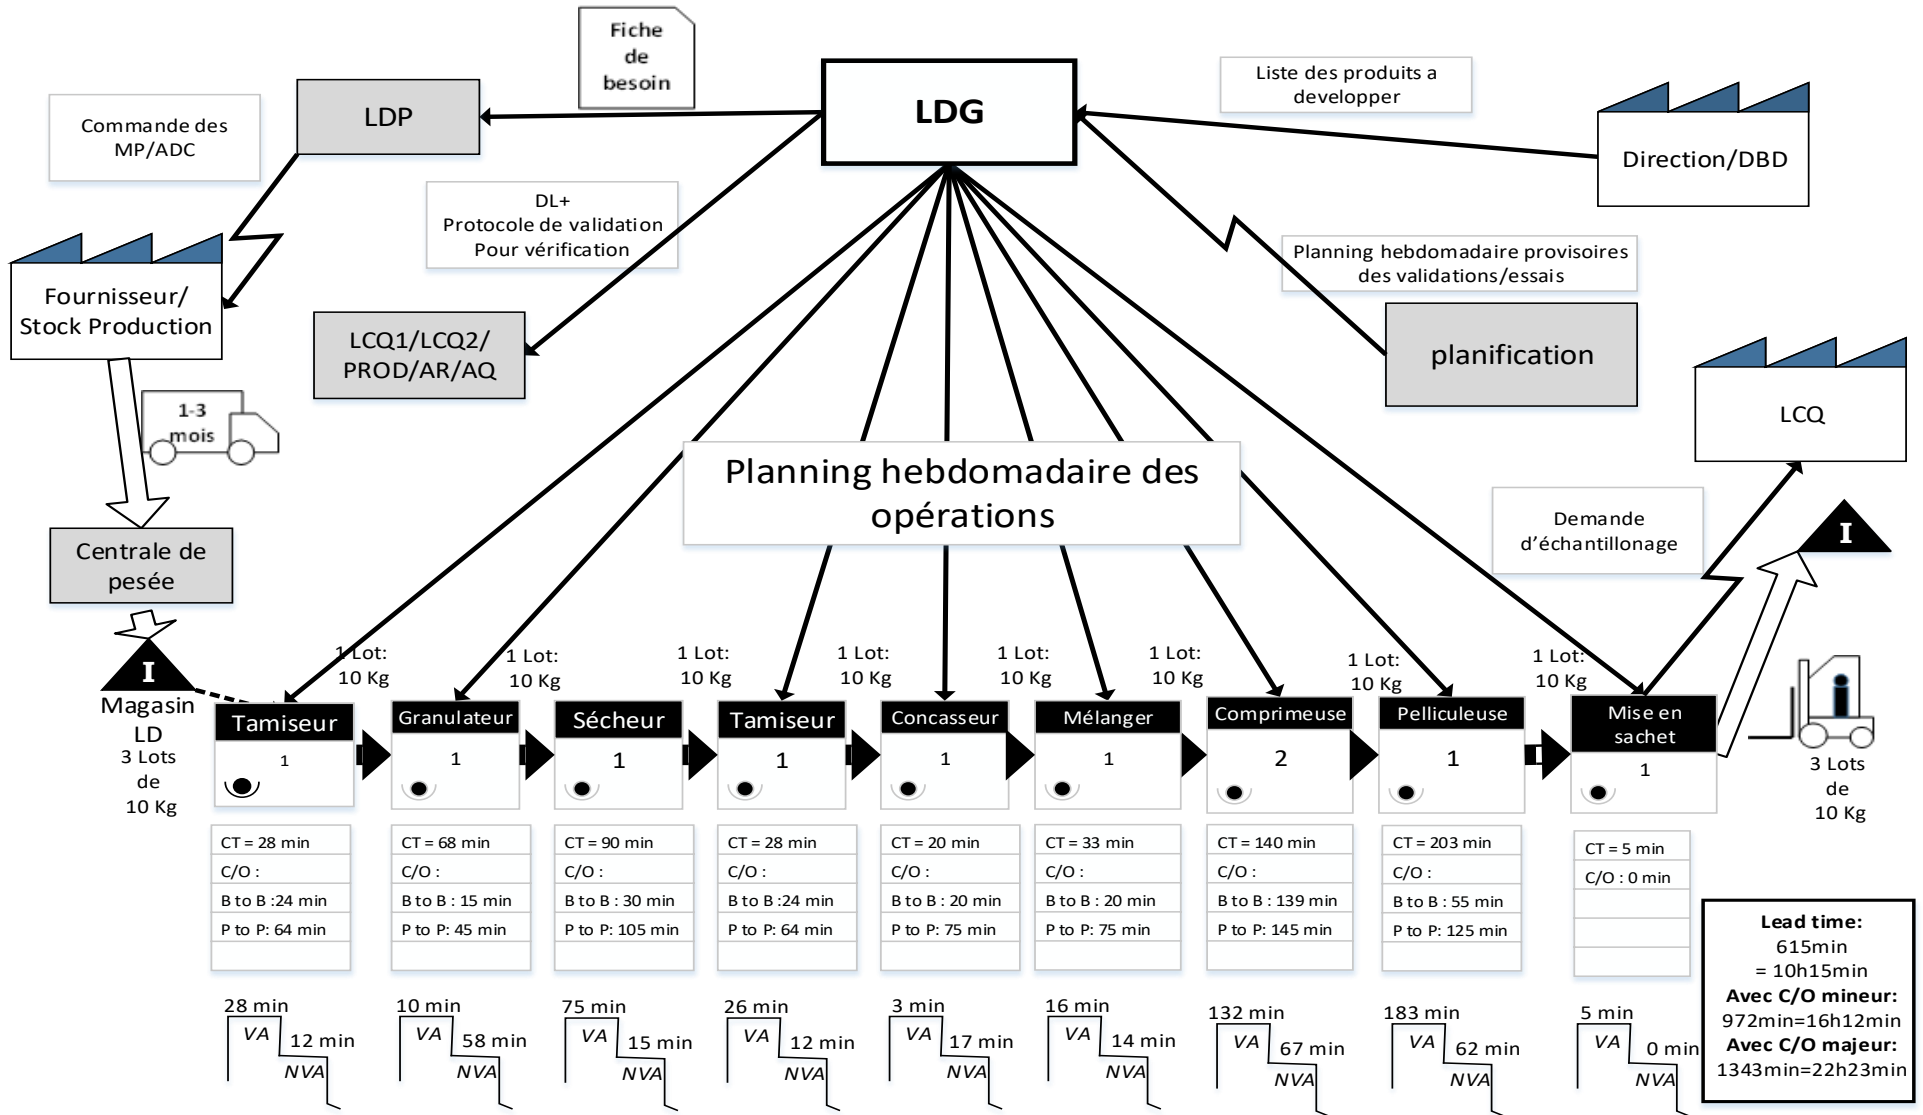 Fiche
de
besoin
LDG
Liste des produits a
developper
Direction/DBD
LDP
Commande des
MP/ADC
DL+
Protocole de validation
Pour vérification
Planning hebdomadaire provisoires
des validations/essais
Fournisseur/
Stock Production
LCQ1/LCQ2/
PROD/AR/AQ
planification
LCQ
1-3
mois
Planning hebdomadaire des
opérations
Demande
d'échantillonage
I
Centrale de
pesée
I
Magasin
LD
3 Lots
de
10 Kg
1 Lot:
10 Kg
1 Lot:
10 Kg
1 Lot:
10 Kg
1 Lot:
10 Kg
1 Lot:
10 Kg
1 Lot:
10 Kg
1 Lot:
10 Kg
1 Lot:
10 Kg
Tamiseur
1
Granulateur
1
Sécheur
1
Tamiseur
1
Concasseur
1
Mélanger
1
Comprimeuse
2
Pelliculeuse
1
Mise en
sachet
1
3 Lots
de
10 Kg
CT = 28 min
C/O :
B to B :24 min
P to P: 64 min
CT = 68 min
C/O :
B to B : 15 min
P to P: 45 min
CT = 90 min
C/O :
B to B : 30 min
P to P: 105 min
CT = 28 min
C/O :
B to B :24 min
P to P: 64 min
CT = 20 min
C/O :
B to B : 20 min
P to P: 75 min
CT = 33 min
C/O :
B to B : 20 min
P to P: 75 min
CT = 140 min
C/O :
B to B : 139 min
P to P: 145 min
CT = 203 min
C/O :
B to B : 55 min
P to P: 125 min
CT = 5 min
C/O : 0 min
Lead time:
615min
= 10h15min
Avec C/O mineur:
972min=16h12min
Avec C/O majeur:
1343min=22h23min
28 min
VA
12 min
NVA
10 min
VA
58 min
NVA
75 min
VA
15 min
NVA
26 min
VA
12 min
NVA
3 min
VA
17 min
NVA
16 min
VA
14 min
NVA
132 min
VA
67 min
NVA
183 min
VA
62 min
NVA
5 min
VA
0 min
NVA